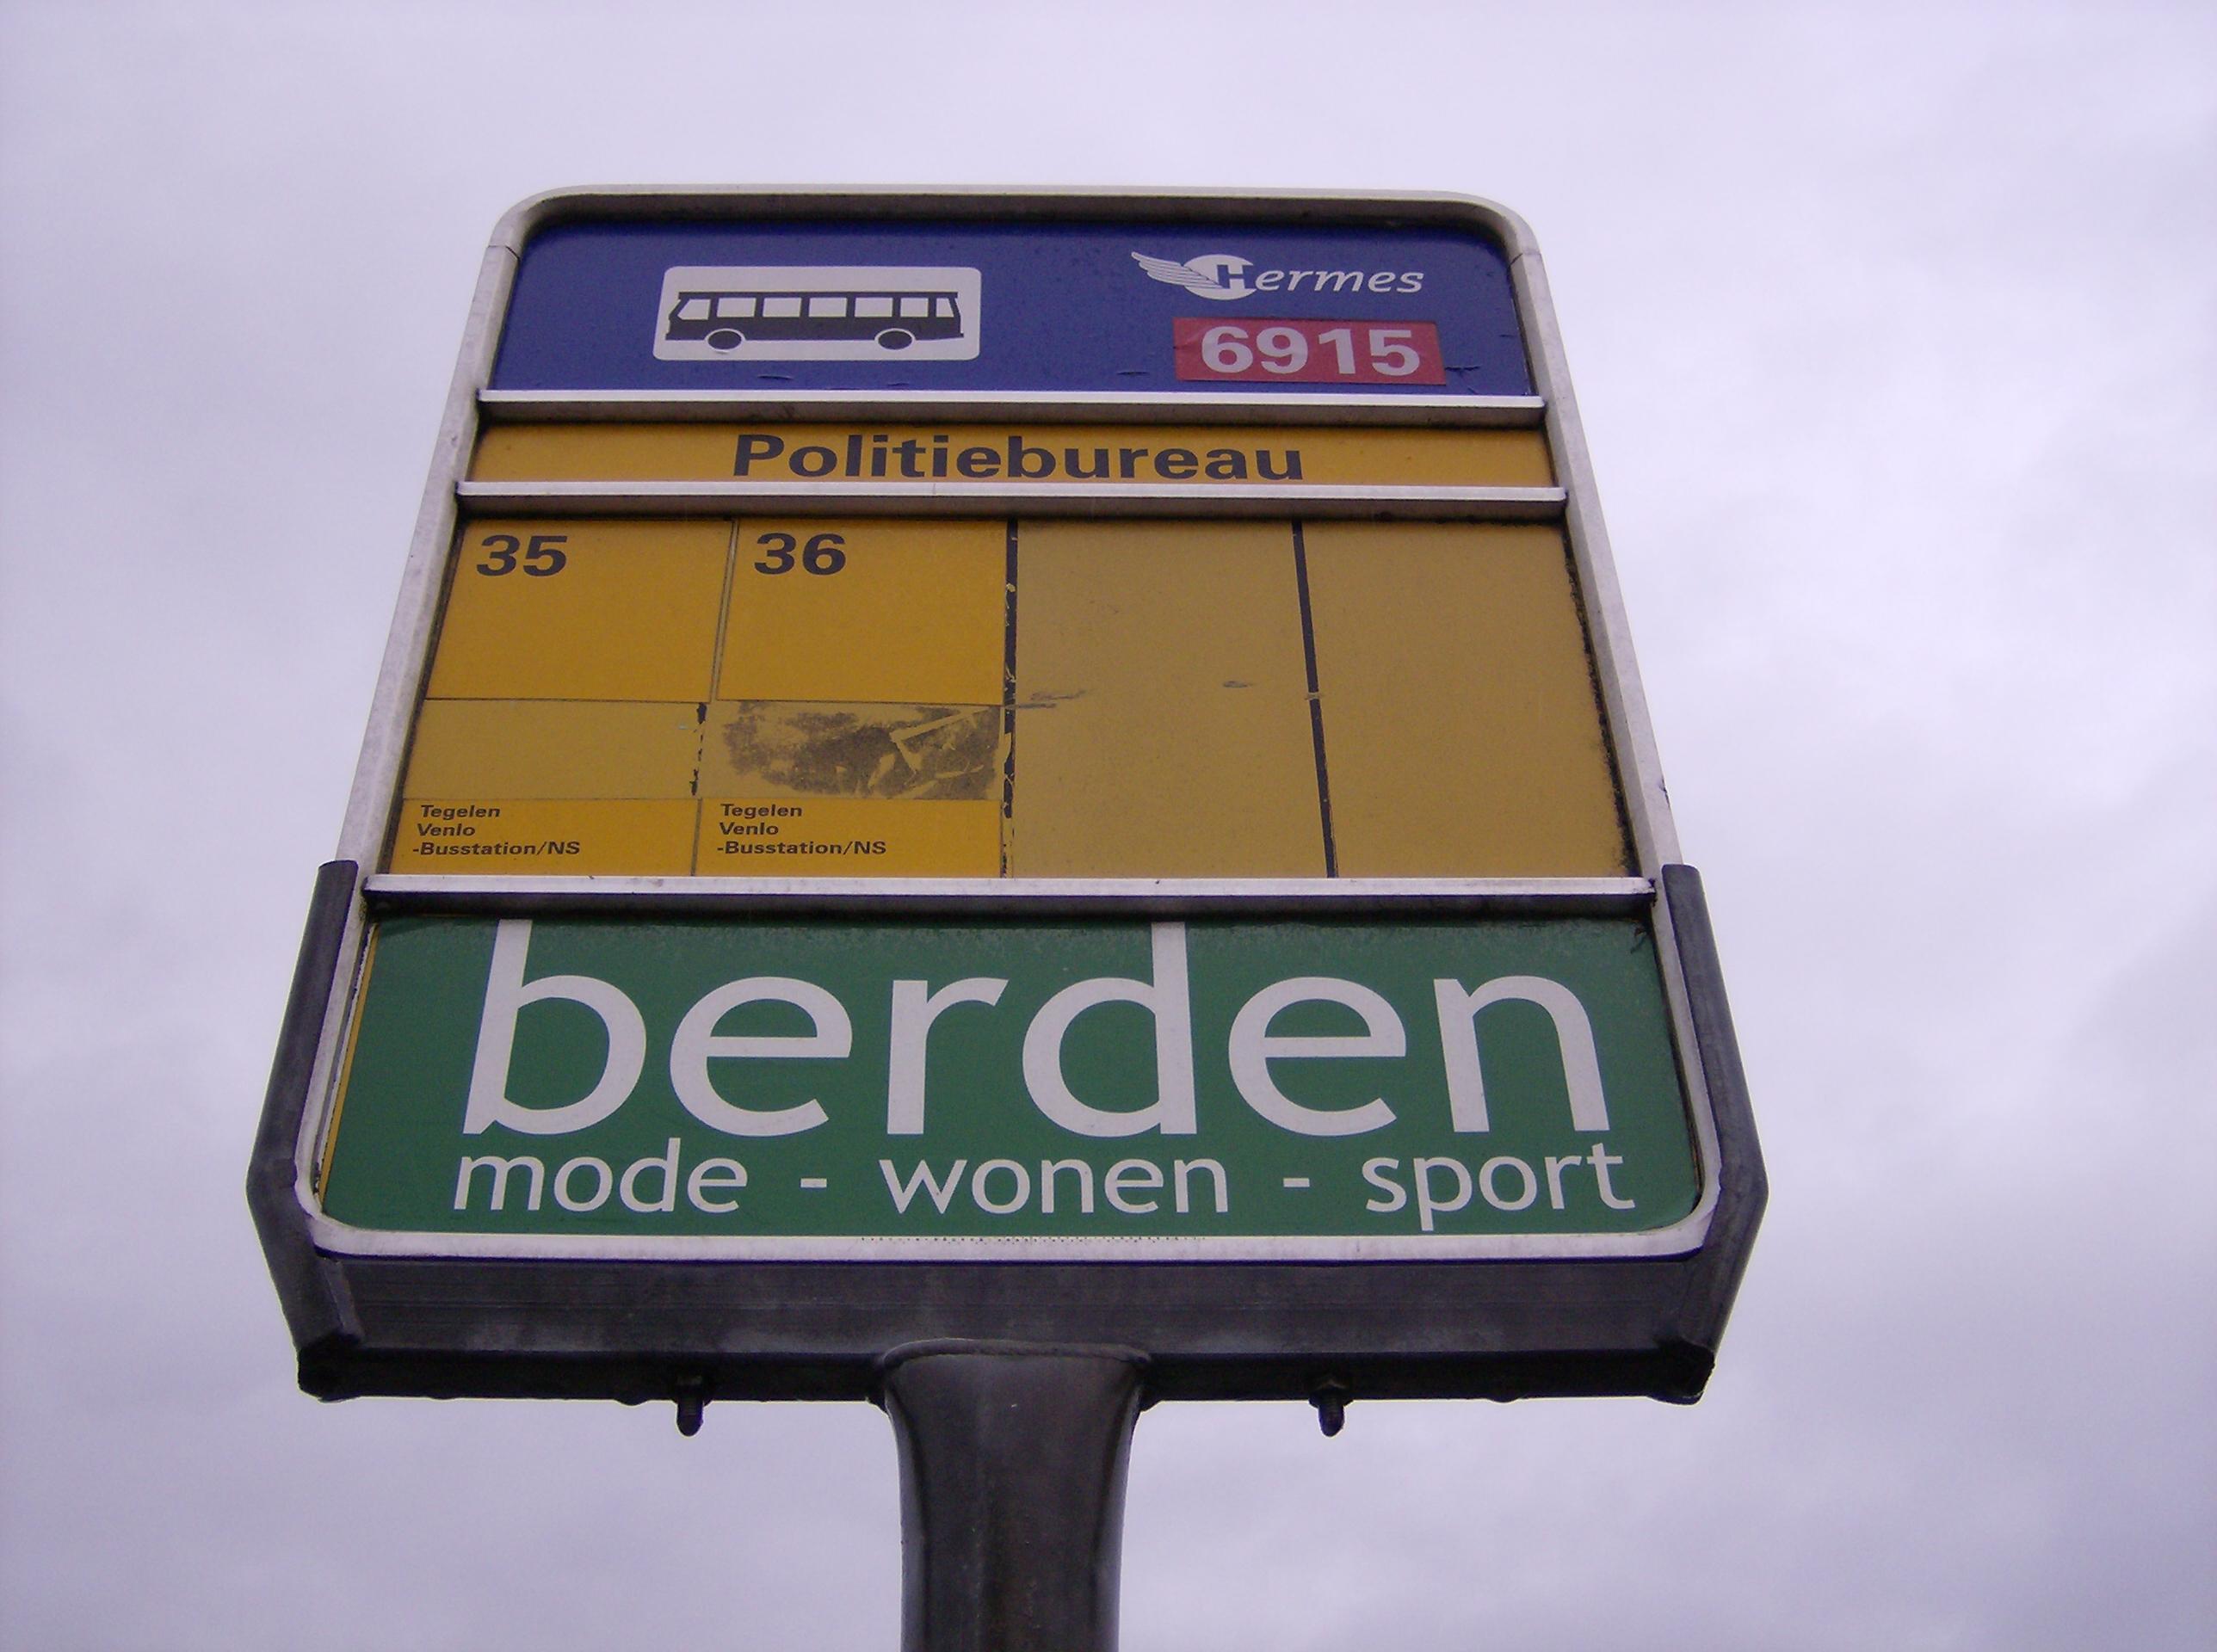 Hermes
6915
Politiebureau
35
36
Tegelen
Venlo
-Busstation/NS
Tegelen
Venlo
-Busstation/NS
berden
mode - wonen - sport